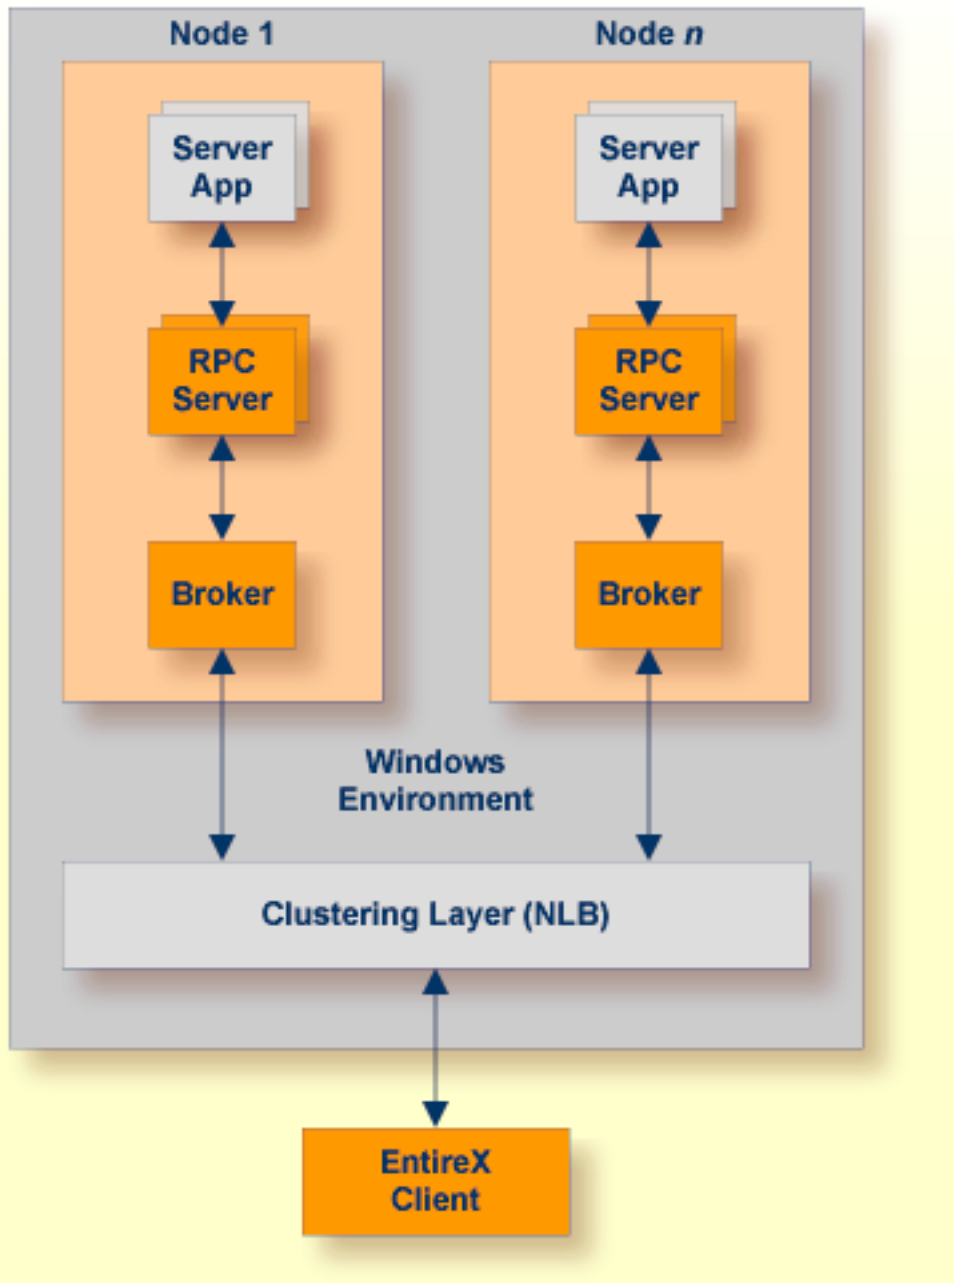 Node 1
Server
App
RPC
Server
Broker
Node n
Server
App
RPC
Server
Broker
Windows
Environment
Clustering Layer (NLB)
EntireX
Client